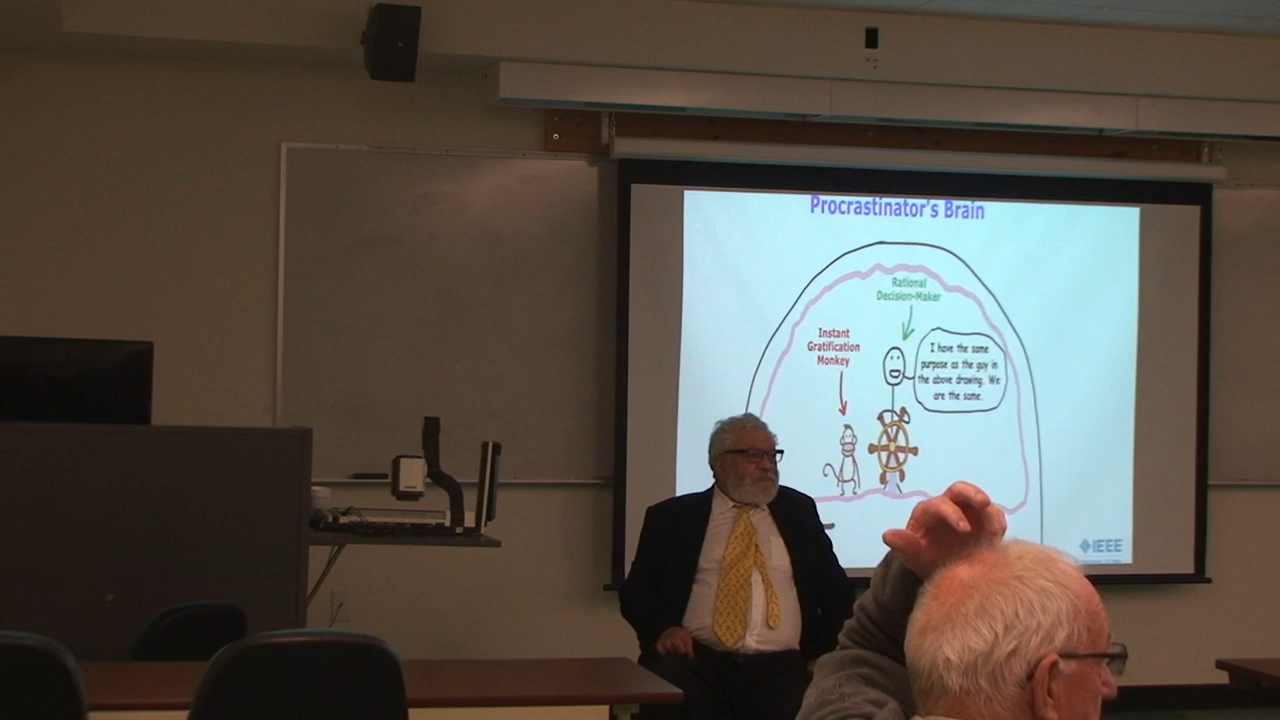 Procrastinator's Brain
Rational
Decision-Maker
Instant
Gratification
Monkey
I have the same
purpose as the guy in
the above drawing. We
are the same.
IEEE